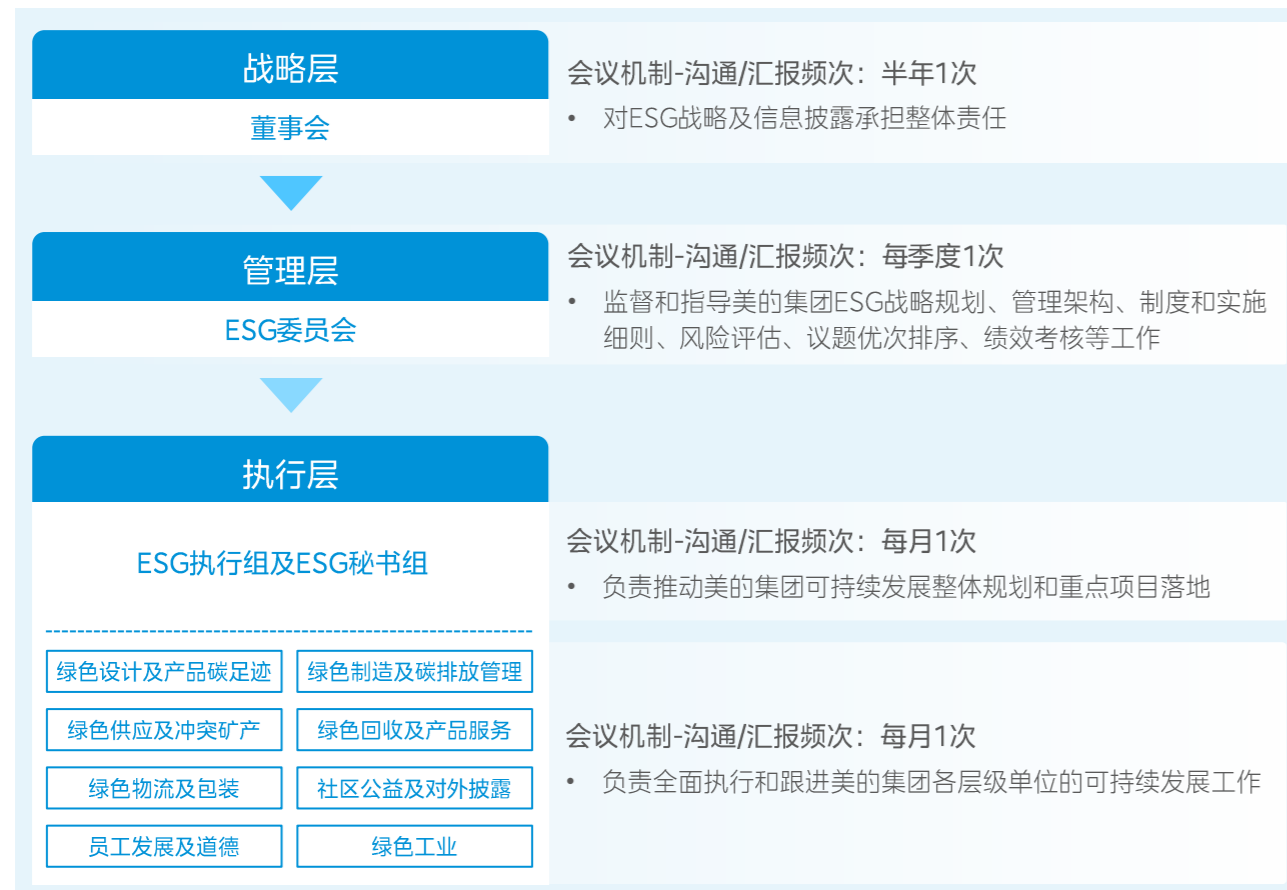 战略层
董事会
会议机制-沟通/汇报频次：半年1次
• 对ESG战略及信息披露承担整体责任
管理层
ESG委员会
会议机制-沟通/汇报频次：每季度1次
• 监督和指导美的集团ESG战略规划、管理架构、制度和实施
细则、风险评估、议题优次排序、绩效考核等工作
执行层
ESG执行组及ESG秘书组
会议机制-沟通/汇报频次：每月1次
• 负责推动美的集团可持续发展整体规划和重点项目落地
绿色设计及产品碳足迹
绿色制造及碳排放管理
绿色供应及冲突矿产
绿色回收及产品服务
绿色物流及包装
社区公益及对外披露
员工发展及道德
绿色工业
会议机制-沟通/汇报频次：每月1次
• 负责全面执行和跟进美的集团各层级单位的可持续发展工作